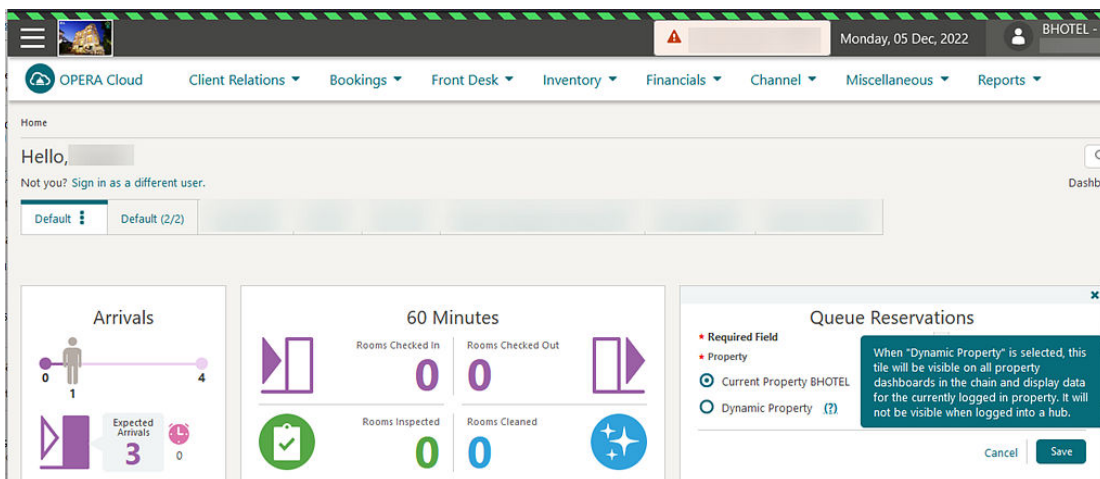 Monday, 05 Dec, 2022
BHOTEL -
OPERA Cloud
Client Relations
Bookings
Front Desk
Inventory
Financials
Channel
Miscellaneous
Reports
Home
Hello,
Not you? Sign in as a different user.
Dashb
Default
Default (2/2)
Arrivals
0
1
4
Expected
Arrivals
3
0
60 Minutes
Rooms Checked In
0
Rooms Checked Out
0
Rooms Inspected
0
Rooms Cleaned
0
Queue Reservations
* Required Field
* Property
Current Property BHOTEL
Dynamic Property (?)
When "Dynamic Property" is selected, this
tile will be visible on all property
dashboards in the chain and display data
for the currently logged in property. It will
not be visible when logged into a hub.
Cancel
Save